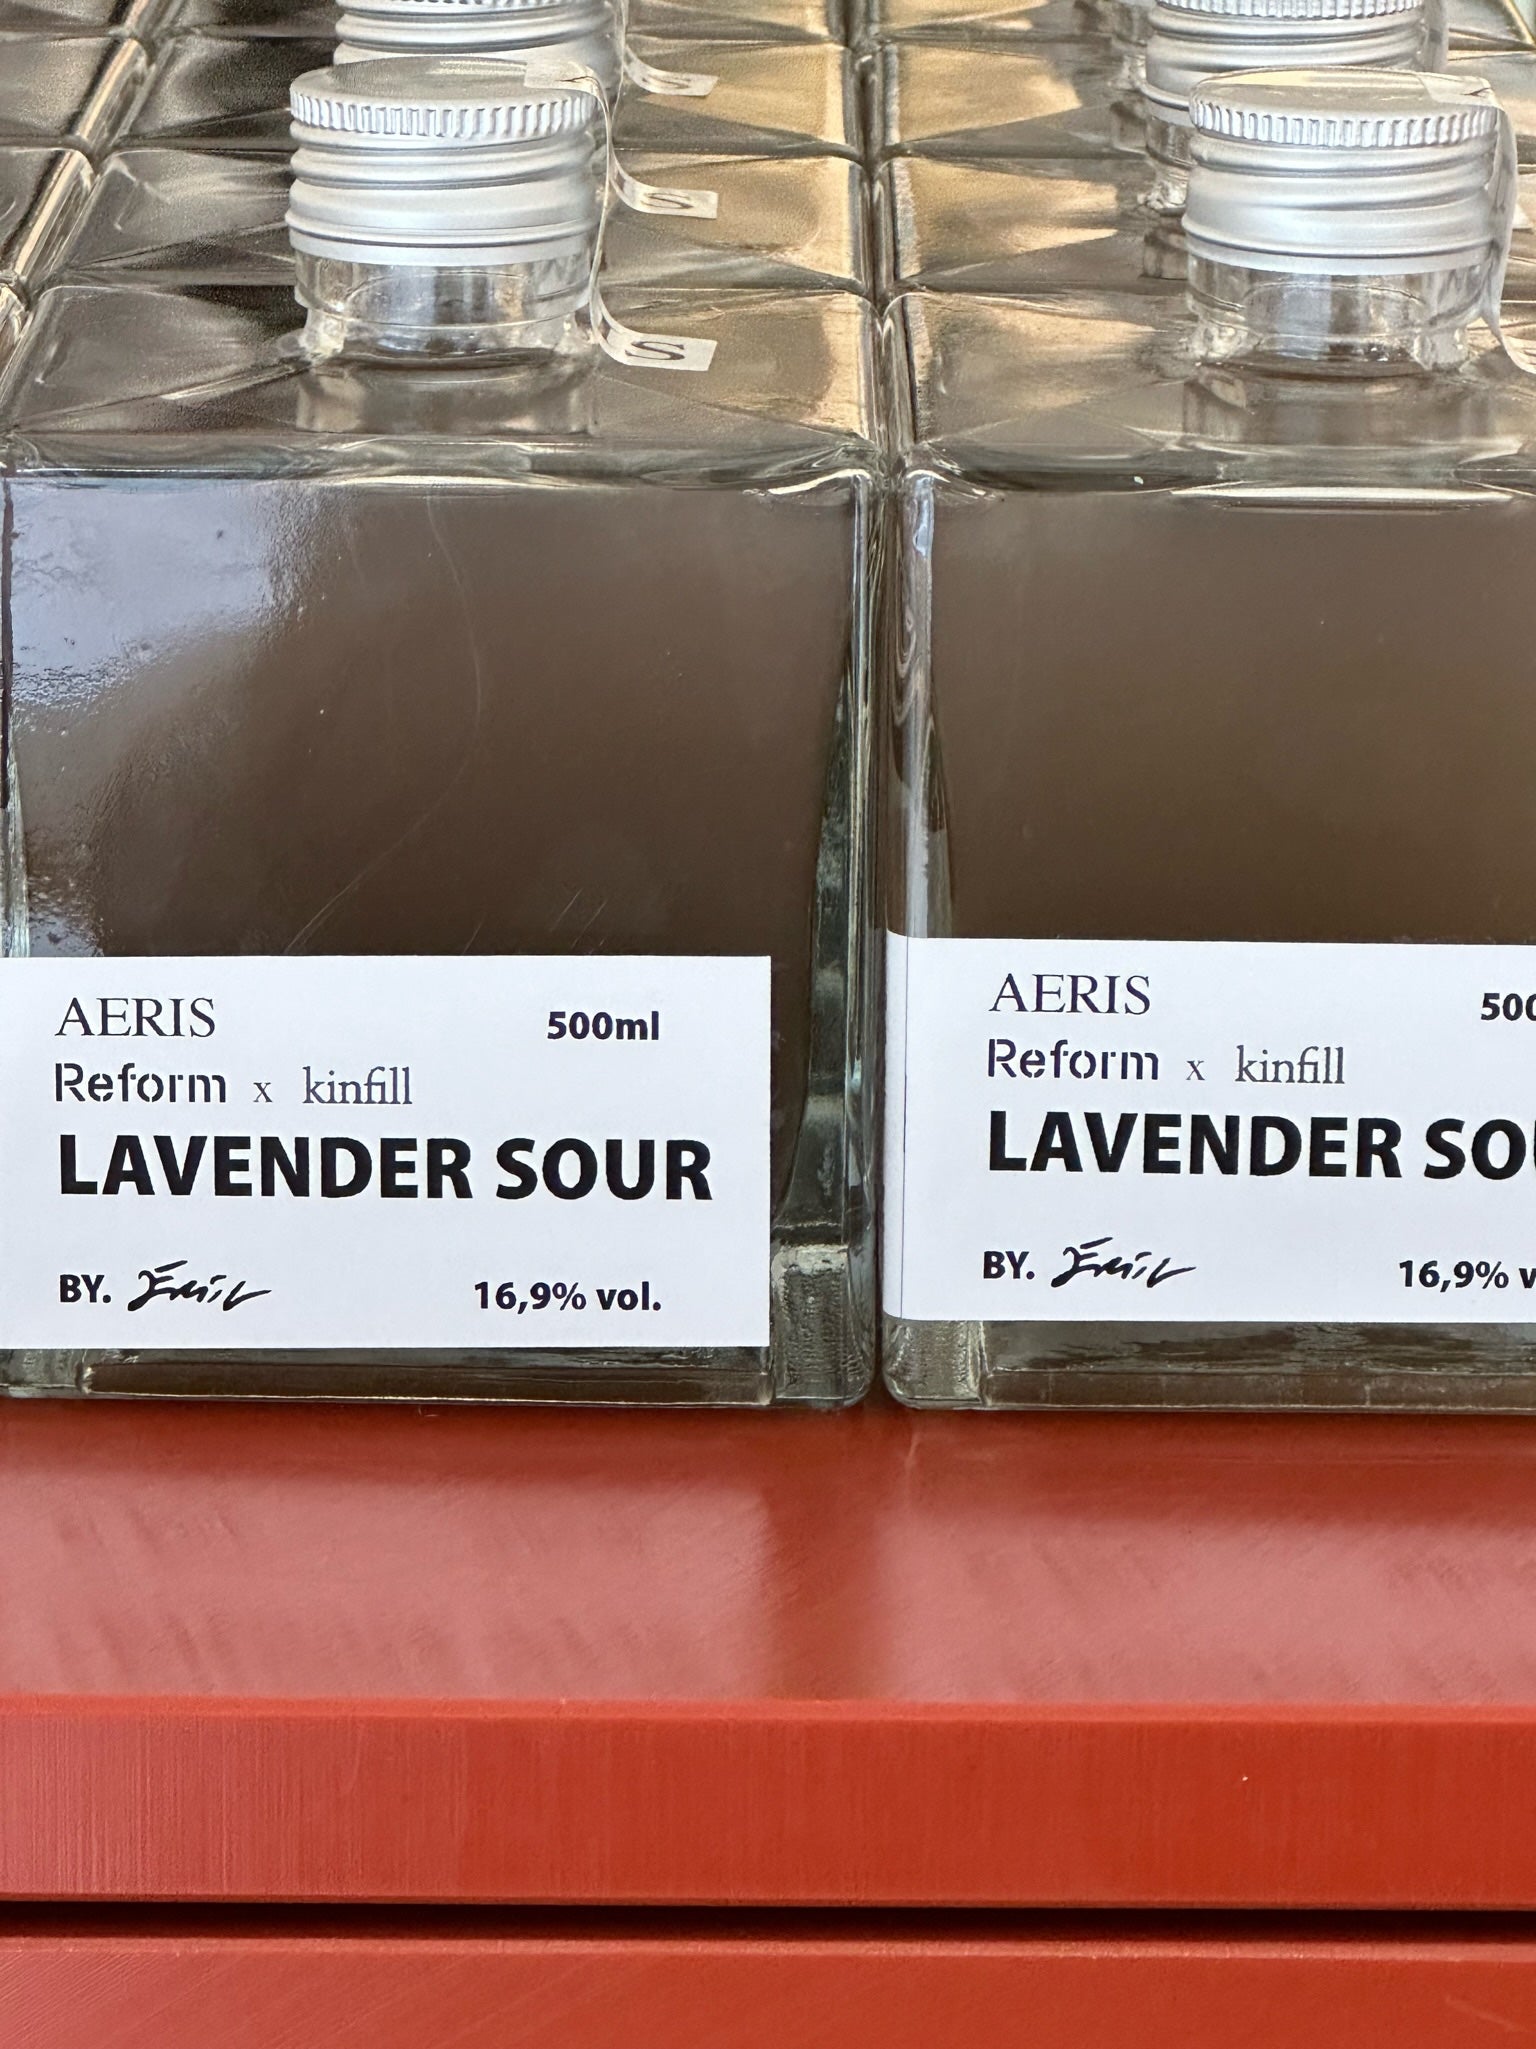 S
S
S
AERIS
500ml
Reform x kinfill
LAVENDER SOUR
BY. Emil
16,9% vol.
AERIS
500
Reform x kinfill
LAVENDER SOU
BY. Emil
16,9% v